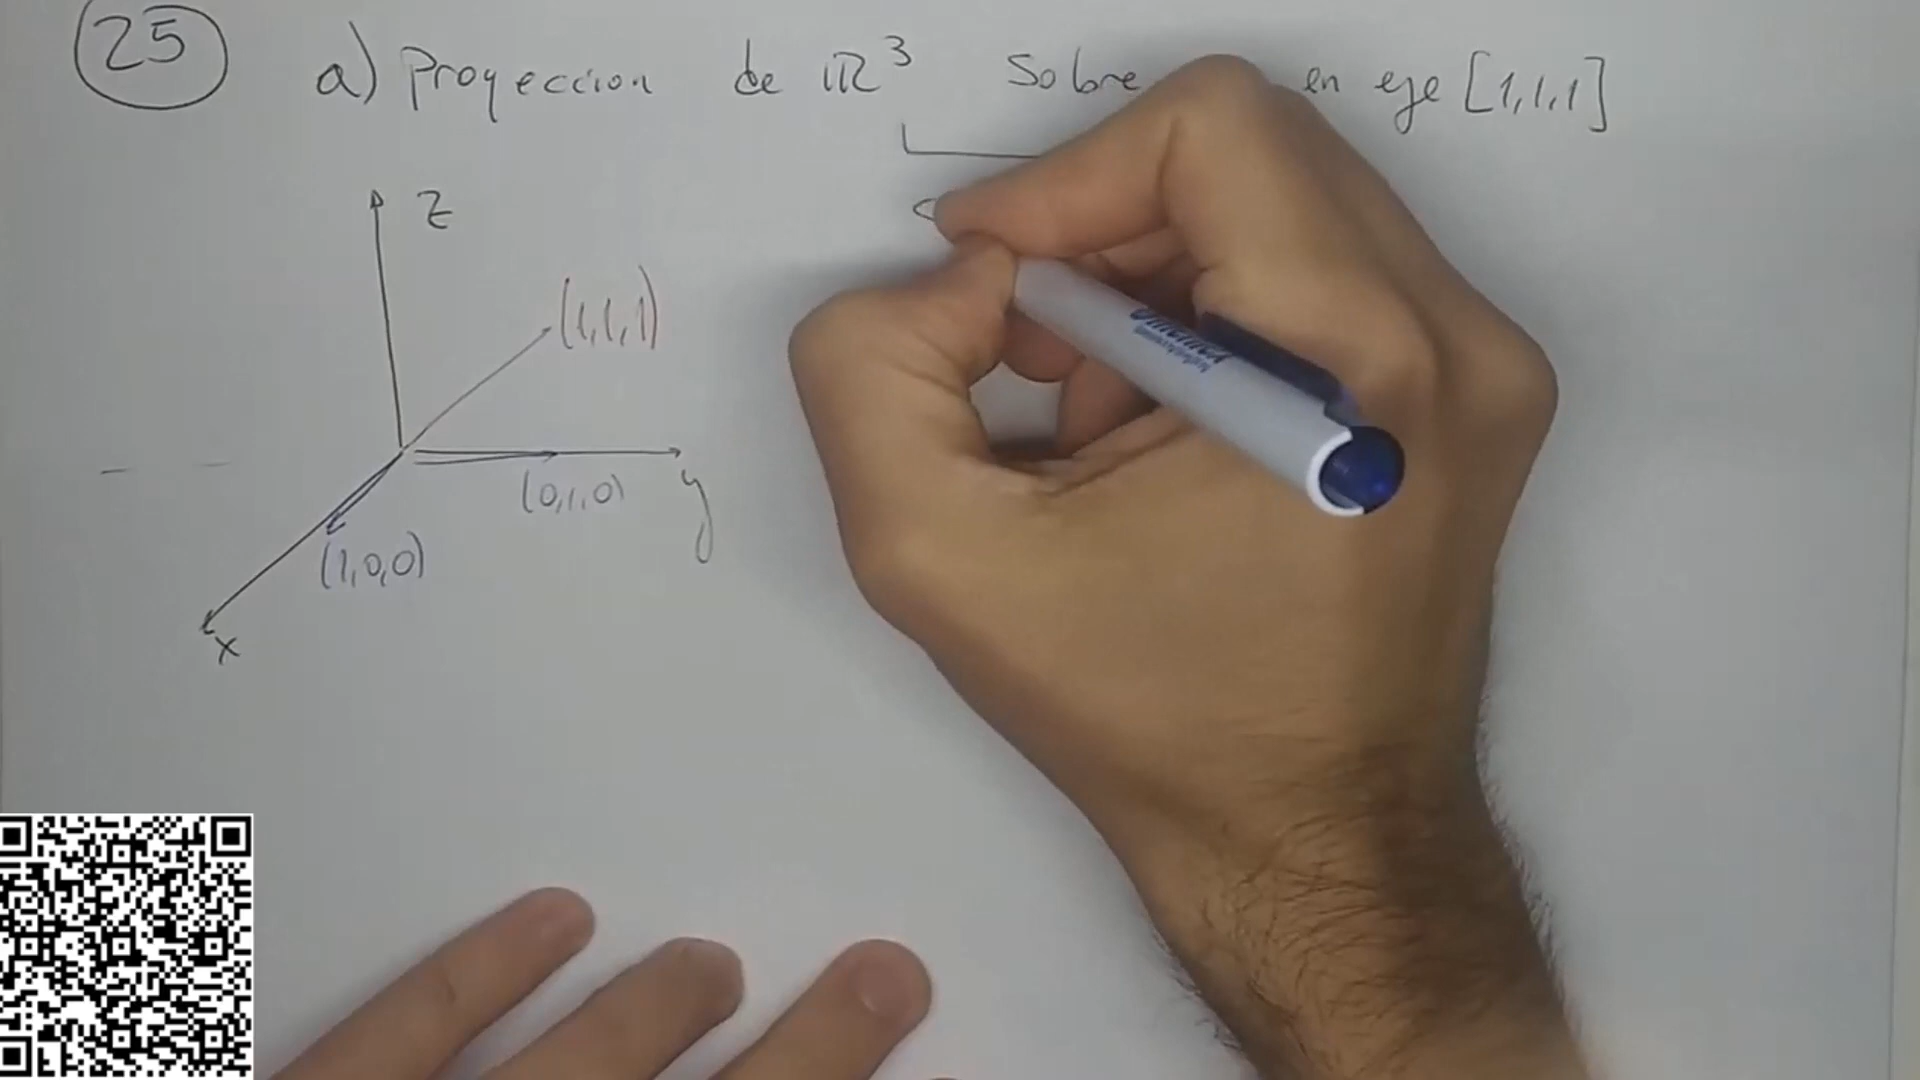 25 a) Proyeccion de ℝ³ Sobre en eje [1,1,1]
z
(1,1,1)
(0,1,0) y
(1,0,0)
x